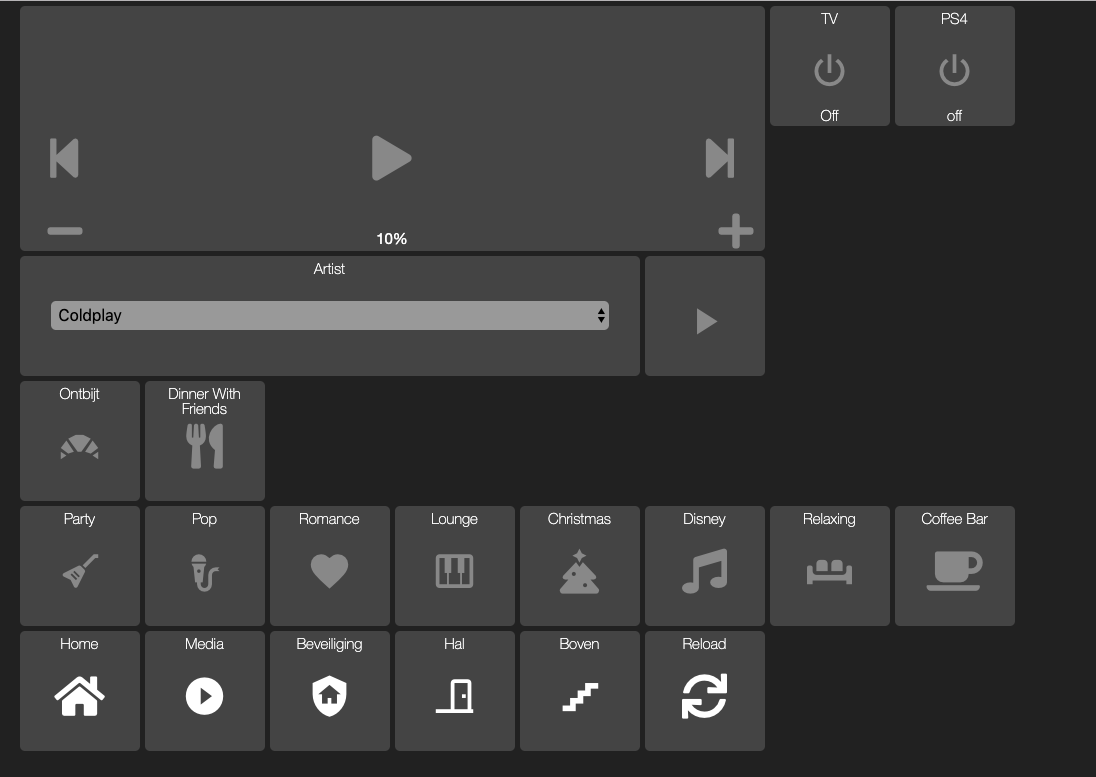 TV
PS4
Off
off
10%
Artist
Coldplay
Ontbijt
Dinner With
Friends
Party
Pop
Romance
Lounge
Christmas
Disney
Relaxing
Coffee Bar
Home
Media
Beveiliging
Hal
Boven
Reload